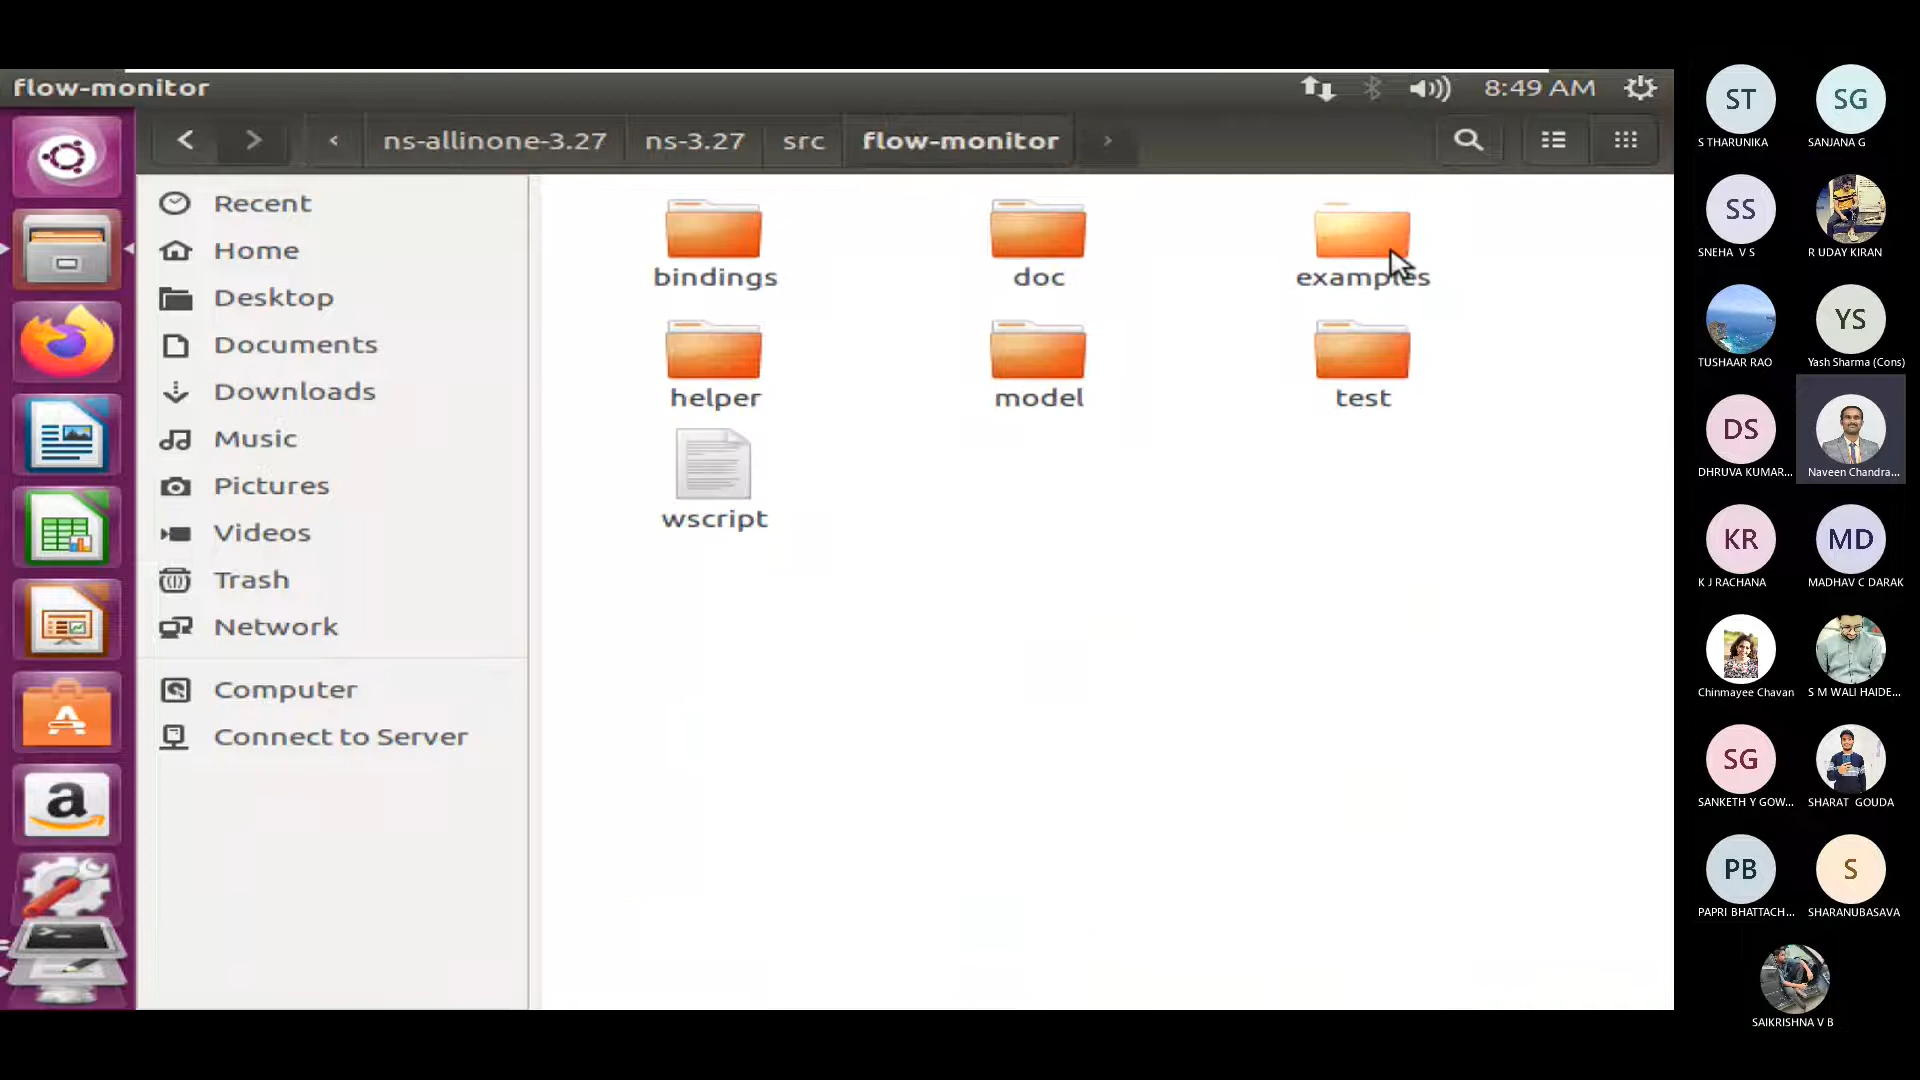 flow-monitor
8:49 AM
ns-allinone-3.27
ns-3.27
src
flow-monitor
Recent
Home
Desktop
Documents
Downloads
Music
Pictures
Videos
Trash
Network
Computer
Connect to Server
bindings
doc
examples
helper
model
test
wscript
ST
S THARUNIKA
SG
SANJANA G
SS
SNEHA V S
R UDAY KIRAN
TUSHAAR RAO
YS
Yash Sharma (Cons)
DS
DHRUVA KUMAR...
Naveen Chandra...
KR
K J RACHANA
MD
MADHAV C DARAK
Chinmayee Chavan
S M WALI HAIDE...
SG
SANKETH Y GOW...
SHARAT GOUDA
PB
PAPRI BHATTACH...
S
SHARANUBASAVA
SAIKRISHNA V B